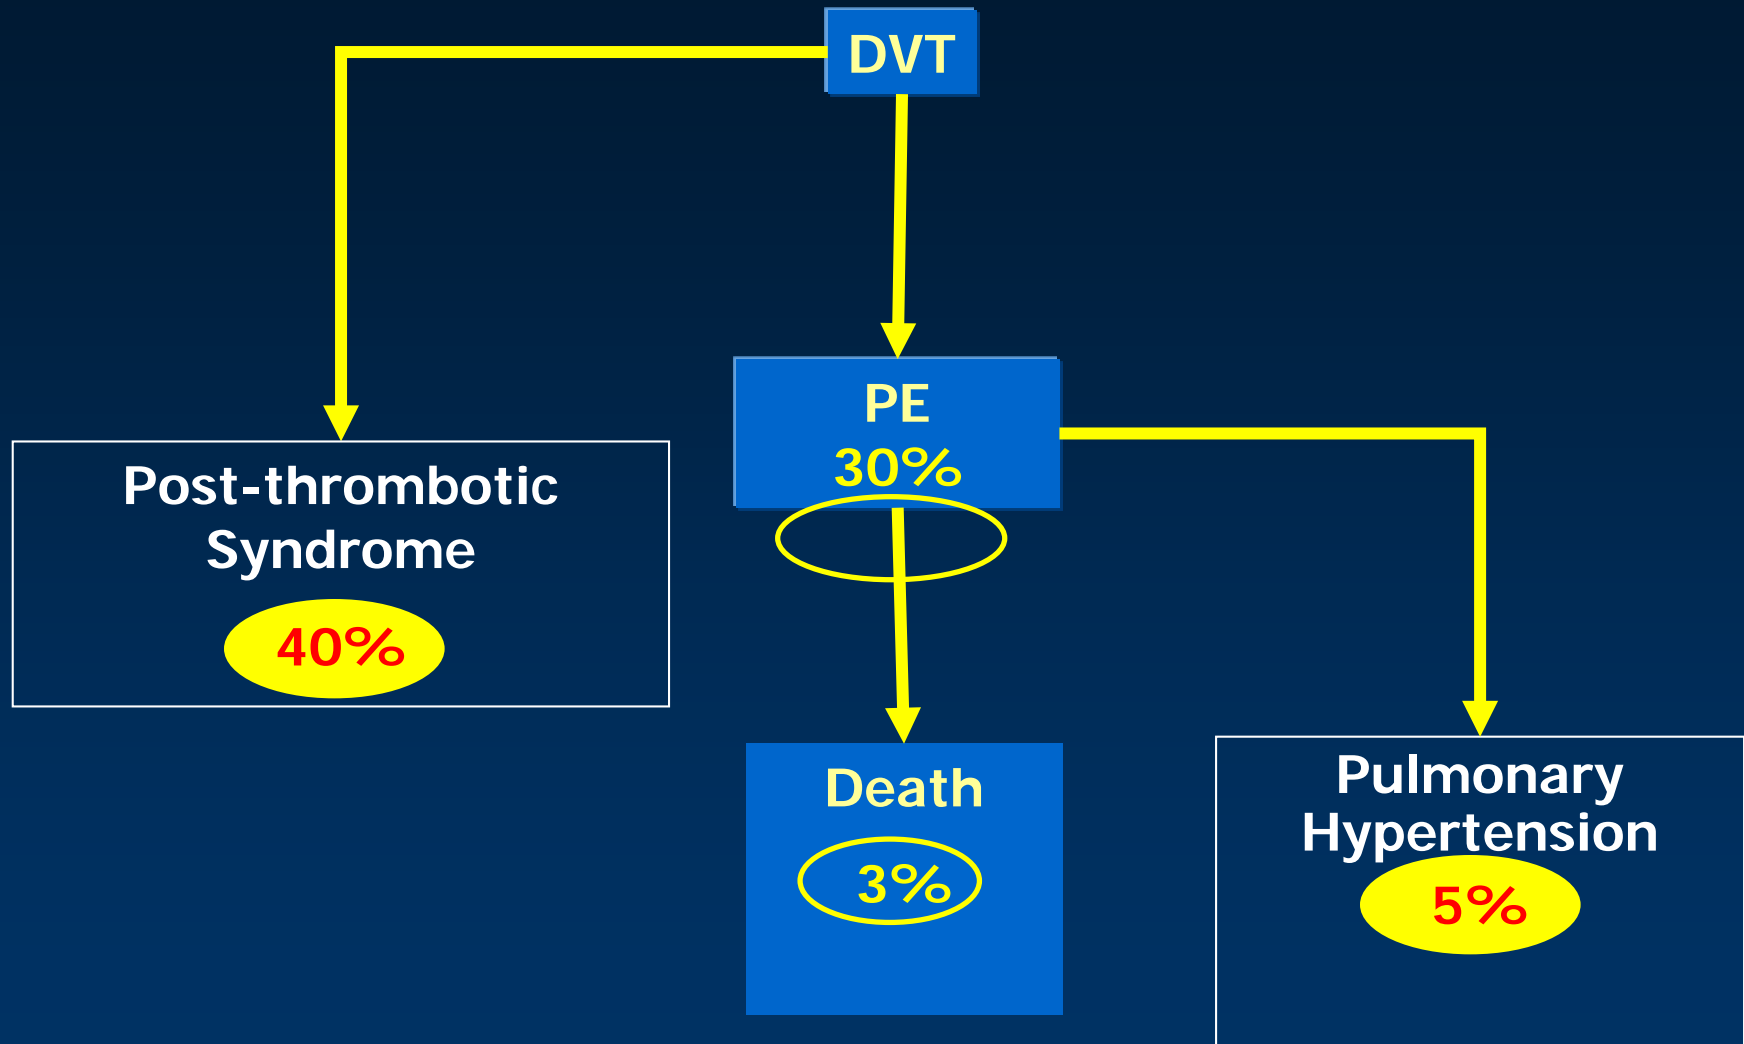 DVT
PE
30%
Post-thrombotic
Syndrome
40%
Death
3%
Pulmonary
Hypertension
5%